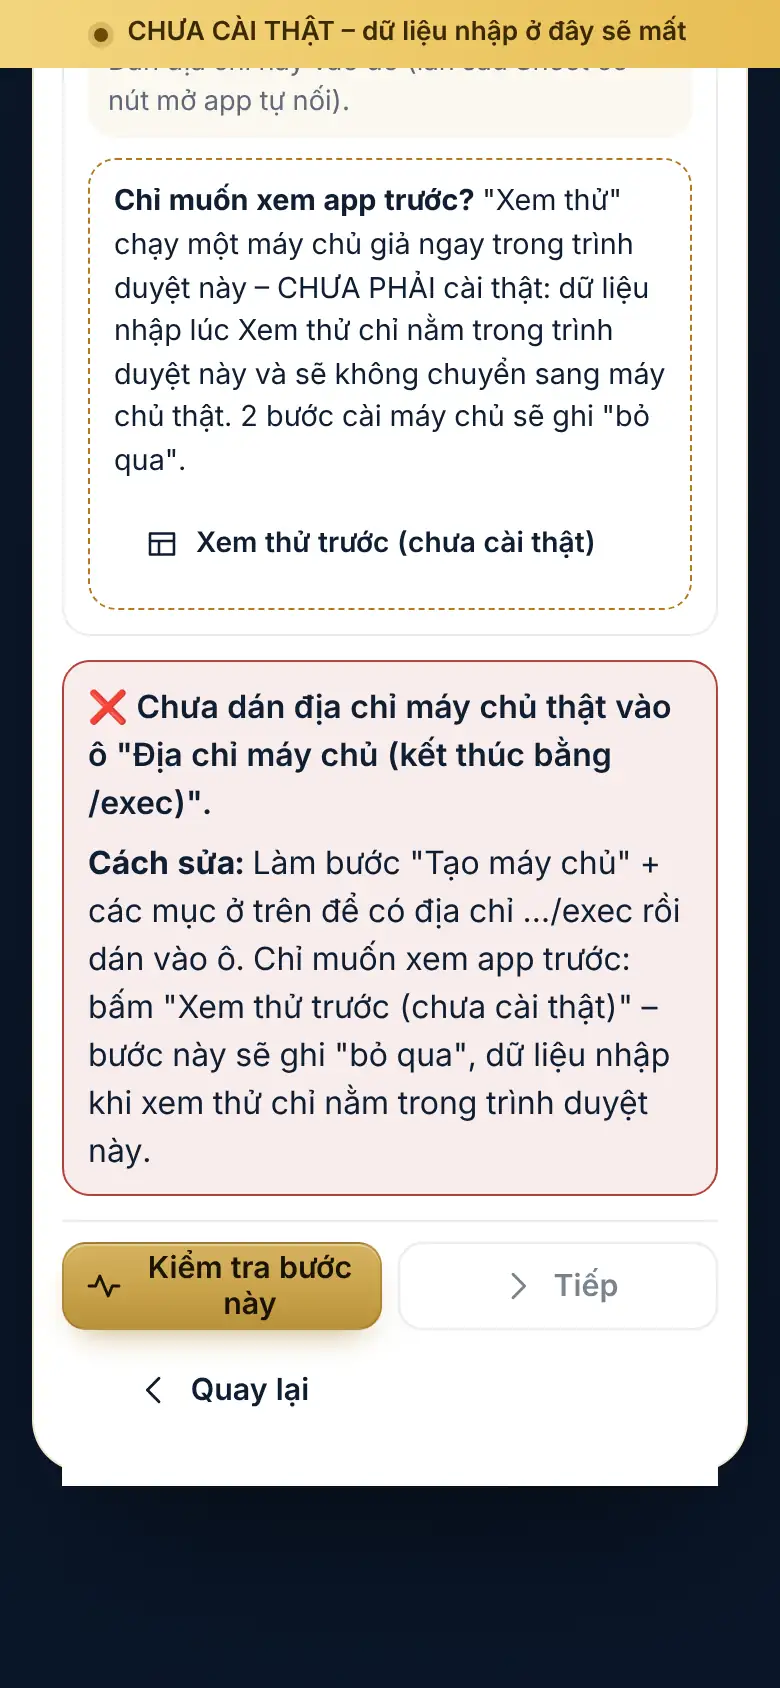 CHƯA CÀI THẬT – dữ liệu nhập ở đây sẽ mất
nút mở app tự nối).
Chỉ muốn xem app trước? "Xem thử"
chạy một máy chủ giả ngay trong trình
duyệt này – CHƯA PHẢI cài thật: dữ liệu
nhập lúc Xem thử chỉ nằm trong trình
duyệt này và sẽ không chuyển sang máy
chủ thật. 2 bước cài máy chủ sẽ ghi "bỏ
qua".
Xem thử trước (chưa cài thật)
❌ Chưa dán địa chỉ máy chủ thật vào
ô "Địa chỉ máy chủ (kết thúc bằng
/exec)".
Cách sửa: Làm bước "Tạo máy chủ" +
các mục ở trên để có địa chỉ .../exec rồi
dán vào ô. Chỉ muốn xem app trước:
bấm "Xem thử trước (chưa cài thật)" –
bước này sẽ ghi "bỏ qua", dữ liệu nhập
khi xem thử chỉ nằm trong trình duyệt
này.
Kiểm tra bước
này
Tiếp
Quay lại